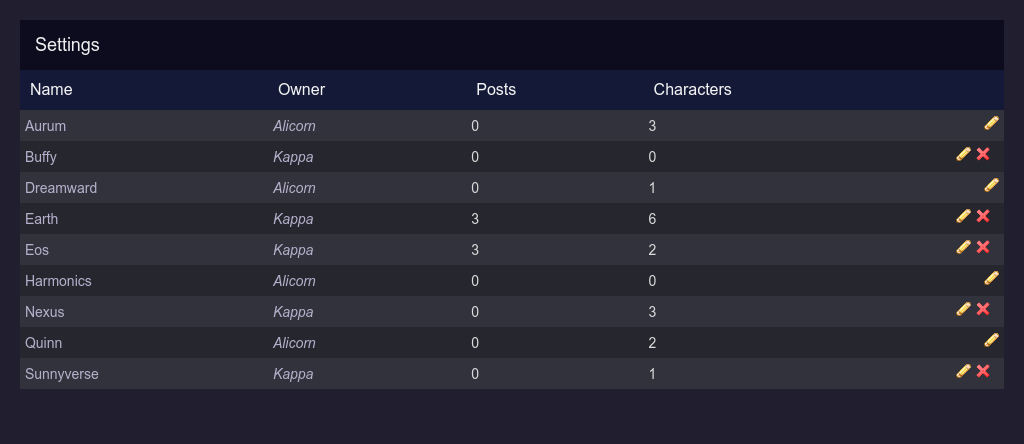 Settings
Name Owner Posts Characters
Aurum Alicorn 0 3
Buffy Kappa 0 0
Dreamward Alicorn 0 1
Earth Kappa 3 6
Eos Kappa 3 2
Harmonics Alicorn 0 0
Nexus Kappa 0 3
Quinn Alicorn 0 2
Sunnyverse Kappa 0 1